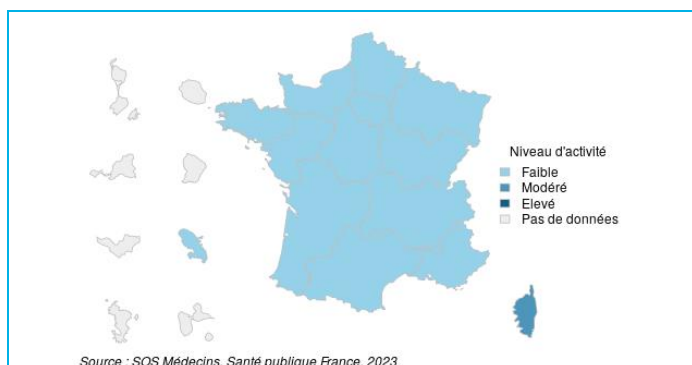 Niveau d'activité
Faible
Modéré
Elevé
Pas de données
Source : SOS Médecins, Santé publique France, 2023